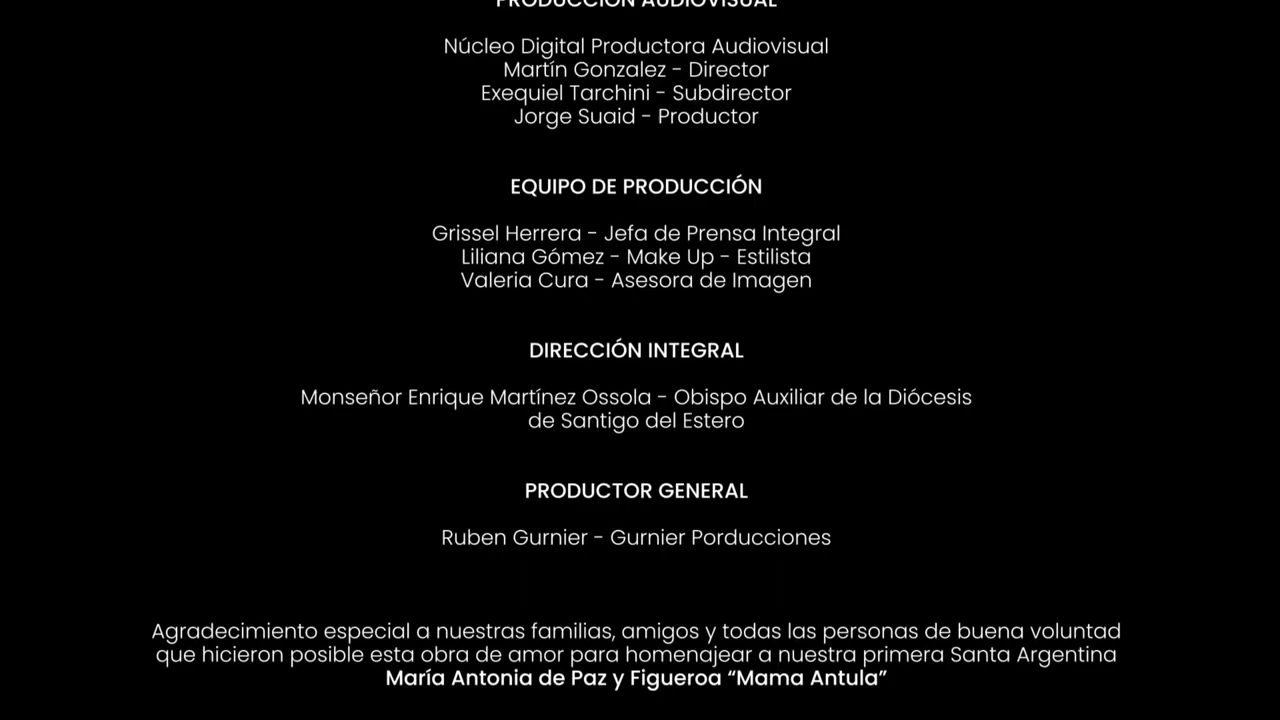 PRODUCCIÓN AUDIOVISUAL
Núcleo Digital Productora Audiovisual
Martín Gonzalez - Director
Exequiel Tarchini - Subdirector
Jorge Suaid - Productor
EQUIPO DE PRODUCCIÓN
Grissel Herrera - Jefa de Prensa Integral
Liliana Gómez - Make Up - Estilista
Valeria Cura - Asesora de Imagen
DIRECCIÓN INTEGRAL
Monseñor Enrique Martínez Ossola - Obispo Auxiliar de la Diócesis
de Santigo del Estero
PRODUCTOR GENERAL
Ruben Gurnier - Gurnier Porducciones
Agradecimiento especial a nuestras familias, amigos y todas las personas de buena voluntad
que hicieron posible esta obra de amor para homenajear a nuestra primera Santa Argentina
María Antonia de Paz y Figueroa “Mama Antula”